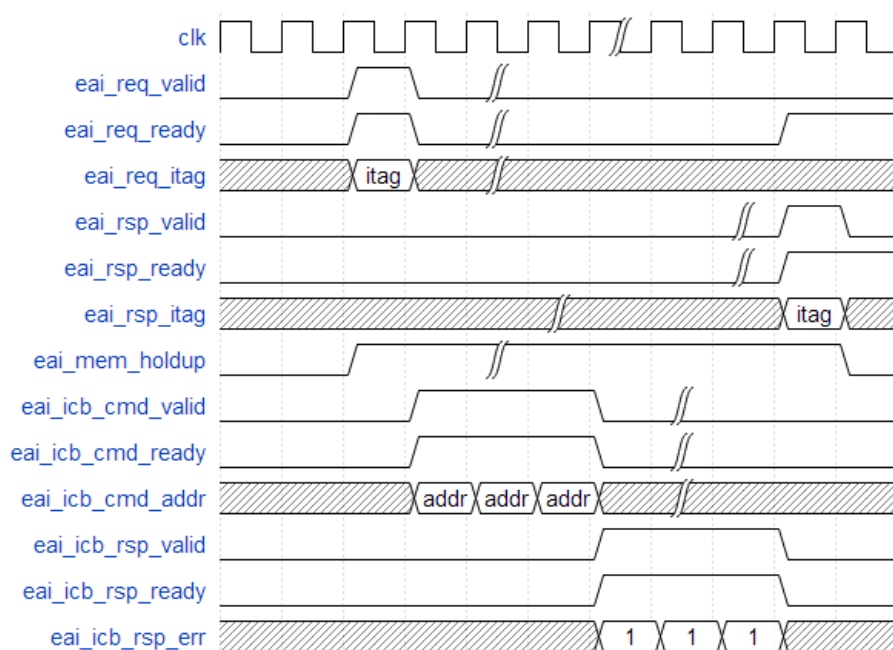 clk
eai_req_valid
eai_req_ready
eai_req_itag itag
eai_rsp_valid
eai_rsp_ready
eai_rsp_itag itag
eai_mem_holdup
eai_icb_cmd_valid
eai_icb_cmd_ready
eai_icb_cmd_addr addr addr addr
eai_icb_rsp_valid
eai_icb_rsp_ready
eai_icb_rsp_err 1 1 1